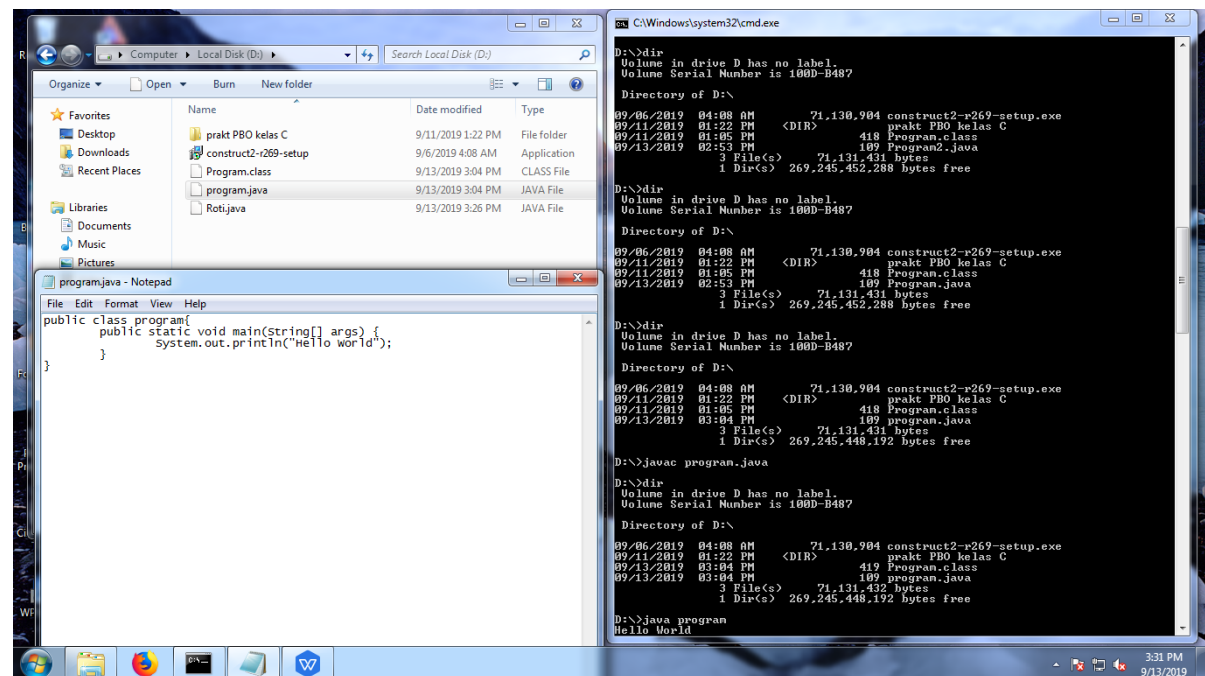 Computer ▸ Local Disk (D:) ▸
Search Local Disk (D:)
Organize ▾ Open ▾ Burn New folder
Favorites
Desktop
Downloads
Recent Places
Libraries
Documents
Music
Pictures
Name Date modified Type
prakt PBO kelas C 9/11/2019 1:22 PM File folder
construct2-r269-setup 9/6/2019 4:08 AM Application
Program.class 9/13/2019 3:04 PM CLASS File
program.java 9/13/2019 3:04 PM JAVA File
Roti.java 9/13/2019 3:26 PM JAVA File
program.java - Notepad
File Edit Format View Help
public class program{
public static void main(String[] args) {
System.out.println("Hello World");
}
}
C:\Windows\system32\cmd.exe
D:\>dir
Volume in drive D has no label.
Volume Serial Number is 100D-B487
Directory of D:\
09/06/2019 04:08 AM 71,130,904 construct2-r269-setup.exe
09/11/2019 01:22 PM <DIR> prakt PBO kelas C
09/11/2019 01:05 PM 418 Program.class
09/13/2019 02:53 PM 109 Program2.java
3 File(s) 71,131,431 bytes
1 Dir(s) 269,245,452,288 bytes free
D:\>dir
Volume in drive D has no label.
Volume Serial Number is 100D-B487
Directory of D:\
09/06/2019 04:08 AM 71,130,904 construct2-r269-setup.exe
09/11/2019 01:22 PM <DIR> prakt PBO kelas C
09/11/2019 01:05 PM 418 Program.class
09/13/2019 02:53 PM 109 Program.java
3 File(s) 71,131,431 bytes
1 Dir(s) 269,245,452,288 bytes free
D:\>dir
Volume in drive D has no label.
Volume Serial Number is 100D-B487
Directory of D:\
09/06/2019 04:08 AM 71,130,904 construct2-r269-setup.exe
09/11/2019 01:22 PM <DIR> prakt PBO kelas C
09/11/2019 01:05 PM 418 Program.class
09/13/2019 03:04 PM 109 program.java
3 File(s) 71,131,431 bytes
1 Dir(s) 269,245,448,192 bytes free
D:\>javac program.java
D:\>dir
Volume in drive D has no label.
Volume Serial Number is 100D-B487
Directory of D:\
09/06/2019 04:08 AM 71,130,904 construct2-r269-setup.exe
09/11/2019 01:22 PM <DIR> prakt PBO kelas C
09/13/2019 03:04 PM 419 Program.class
09/13/2019 03:04 PM 109 program.java
3 File(s) 71,131,432 bytes
1 Dir(s) 269,245,448,192 bytes free
D:\>java program
Hello World
3:31 PM
9/13/2019